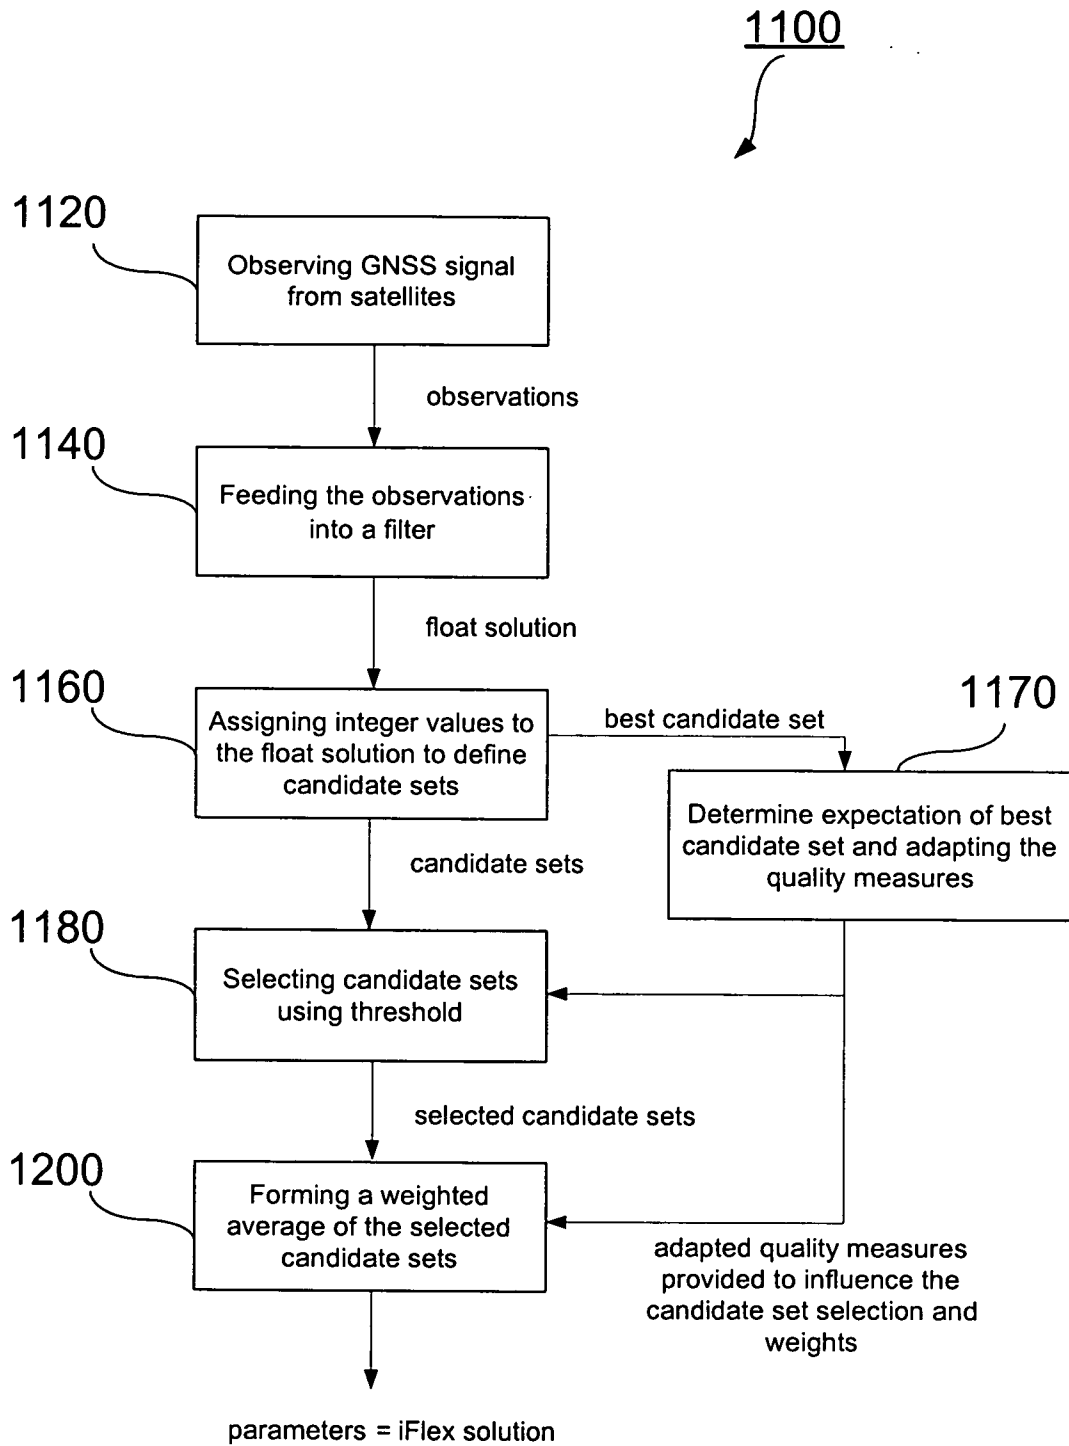 1100
1120
Observing GNSS signal
from satellites
observations
1140
Feeding the observations
into a filter
float solution
1160
Assigning integer values to
the float solution to define
candidate sets
best candidate set
1170
Determine expectation of best
candidate set and adapting the
quality measures
candidate sets
1180
Selecting candidate sets
using threshold
selected candidate sets
1200
Forming a weighted
average of the selected
candidate sets
adapted quality measures
provided to influence the
candidate set selection and
weights
parameters = iFlex solution